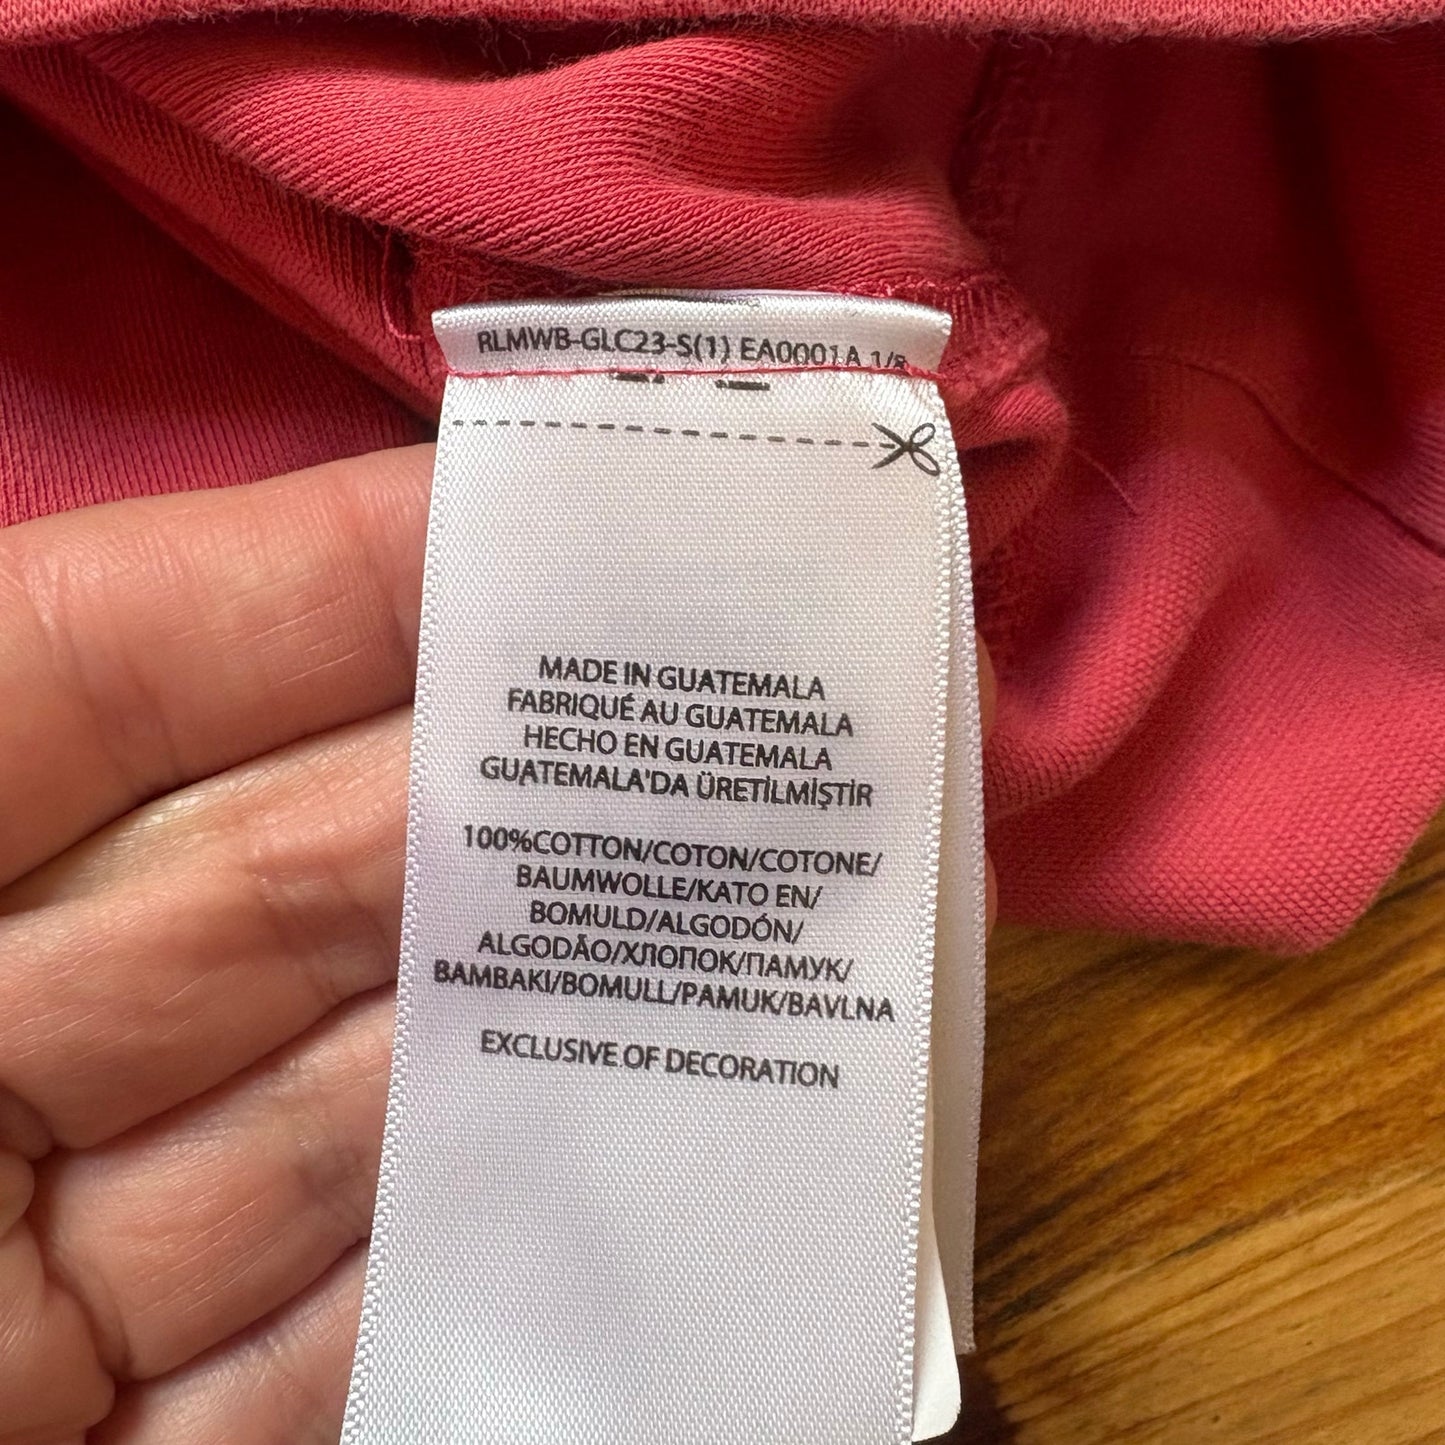 RLMWB-GLC23-S(1) EA0001A 1/8
MADE IN GUATEMALA
FABRIQUÉ AU GUATEMALA
HECHO EN GUATEMALA
GUATEMALA'DA ÜRETİLMİŞTİR
100%COTTON/COTON/COTONE/
BAUMWOLLE/KATO EN/
BOMULD/ALGODÓN/
ALGODÃO/ХЛОПОК/ПАМУК/
BAMBAKI/BOMULL/PAMUK/BAVLNA
EXCLUSIVE OF DECORATION